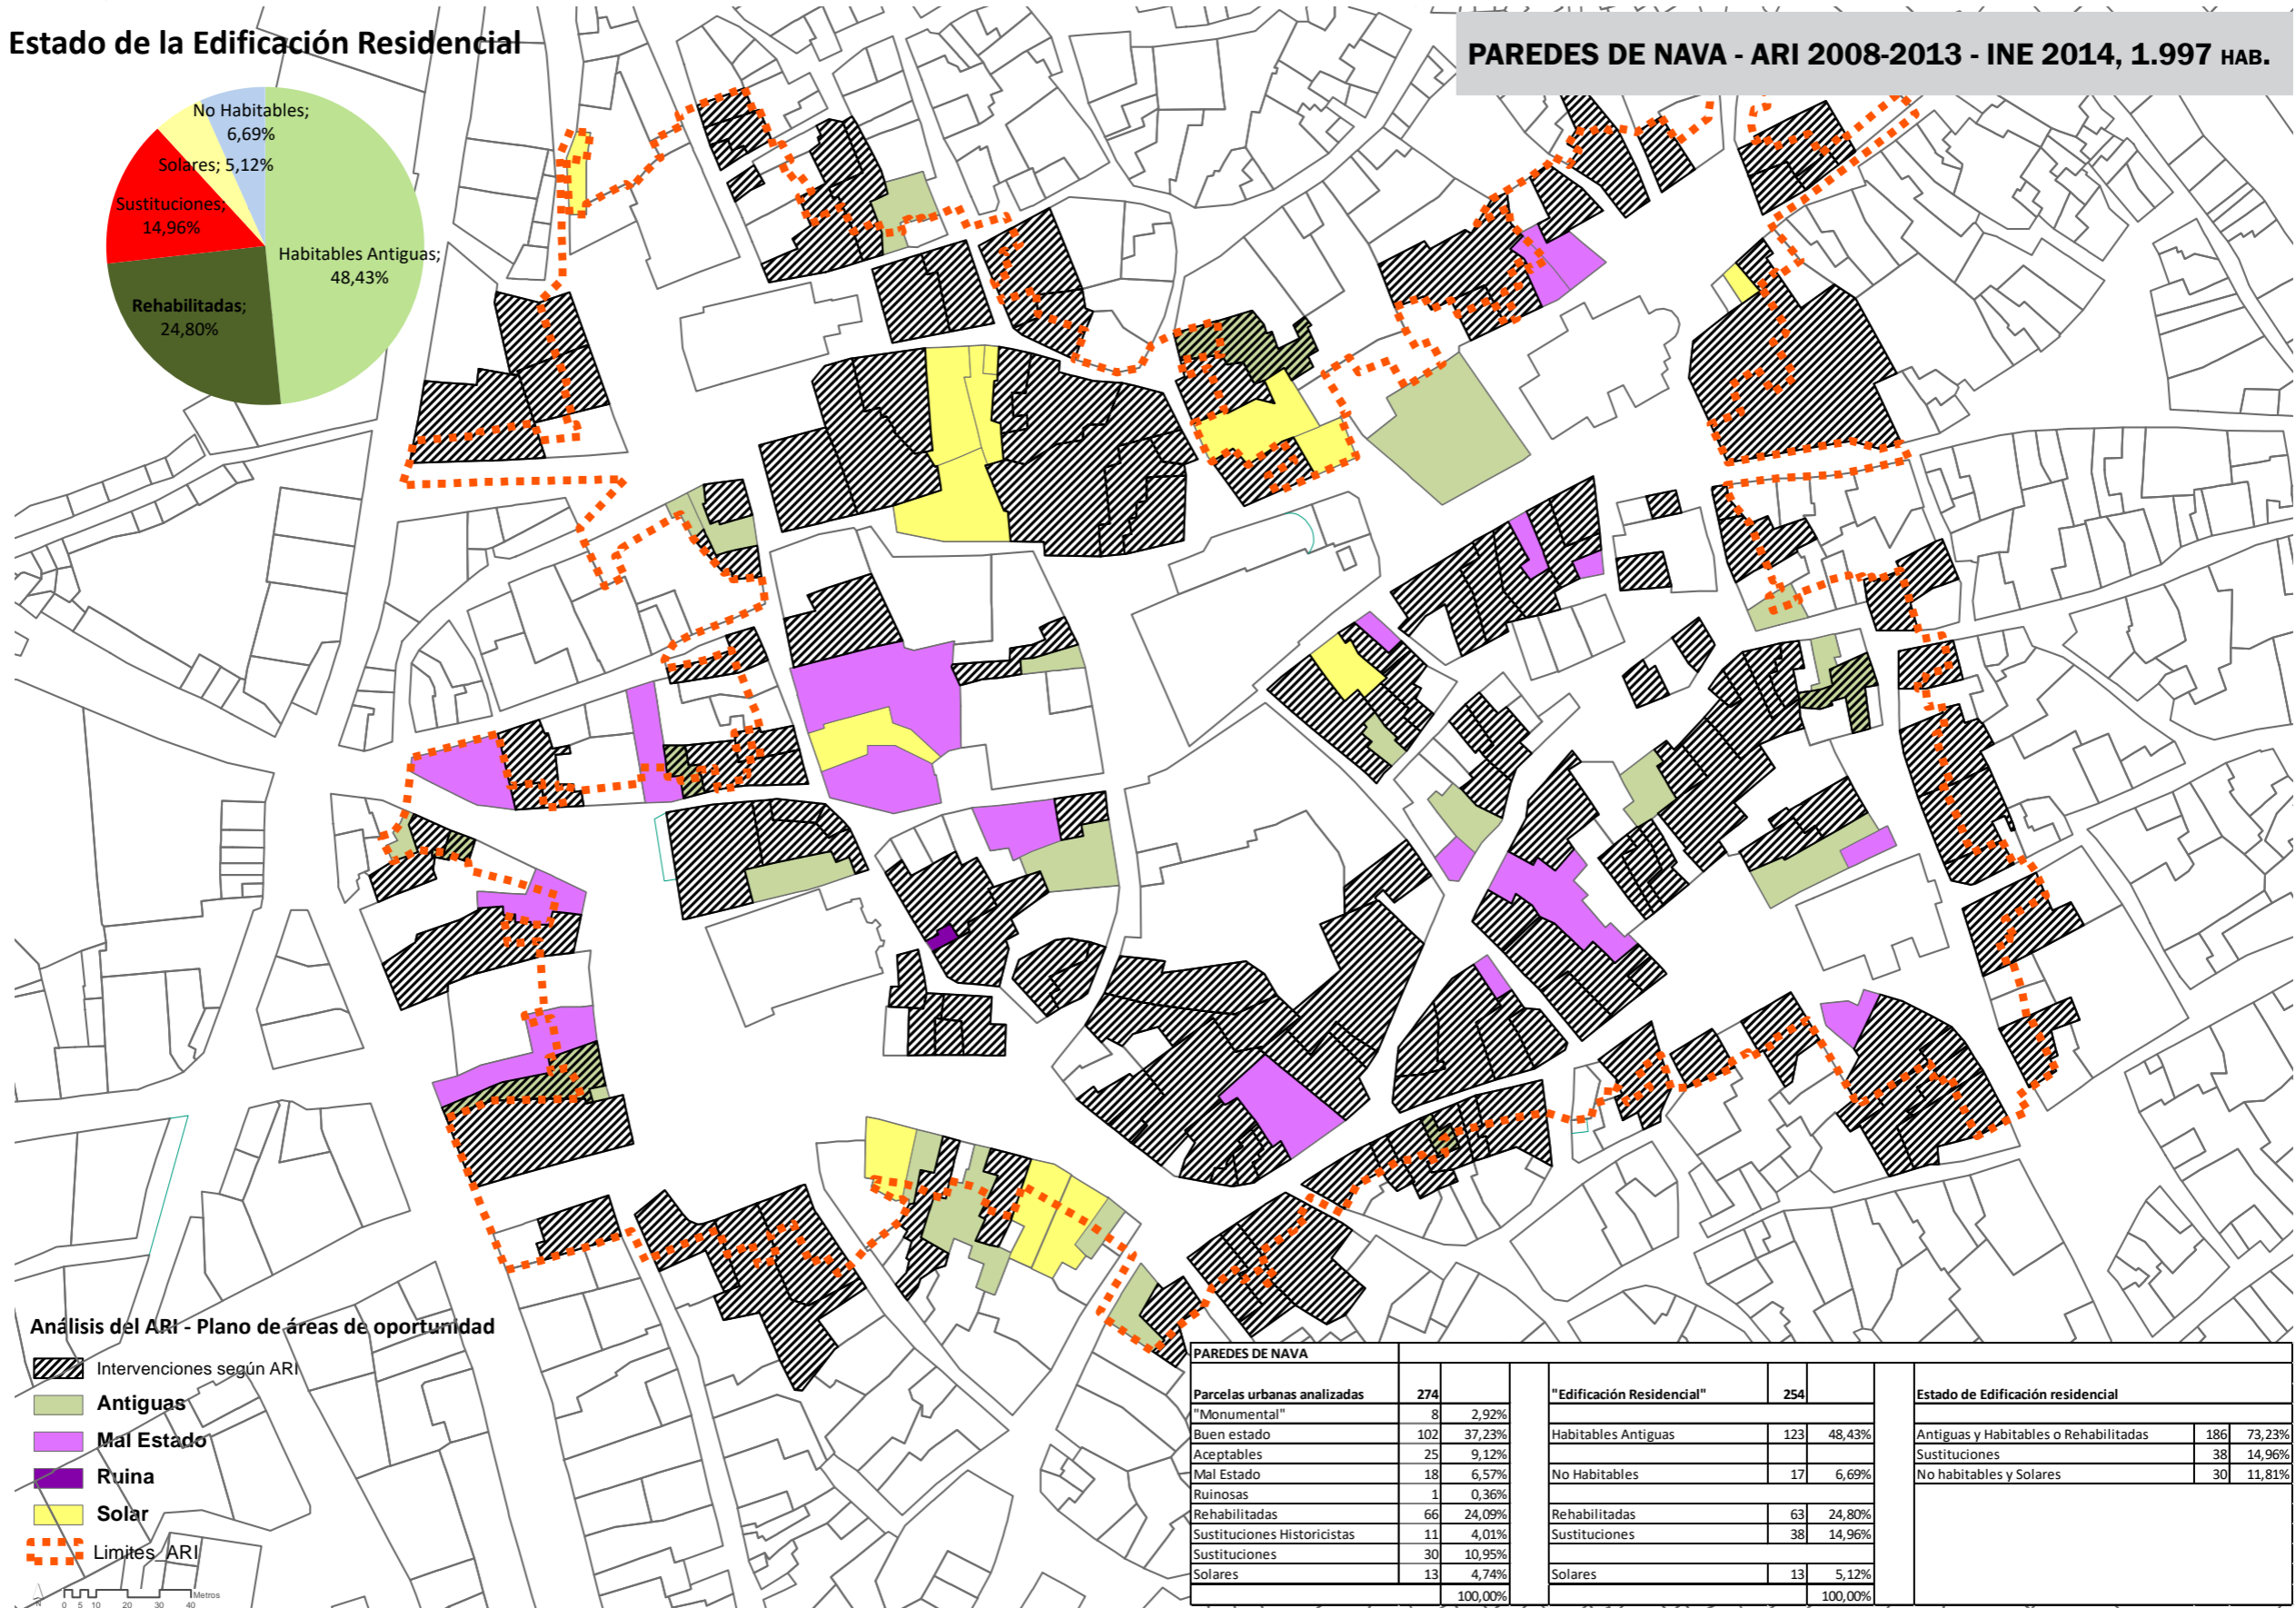 Estado de la Edificación Residencial
PAREDES DE NAVA - ARI 2008-2013 - INE 2014, 1.997 HAB.
No Habitables;
6,69%
Solares; 5,12%
Sustituciones;
14,96%
Habitables Antiguas;
48,43%
Rehabilitadas;
24,80%
Análisis del ARI - Plano de áreas de oportunidad
Intervenciones según ARI
Antiguas
Mal Estado
Ruina
Solar
Limites_ARI
N
0 5 10 20 30 40 Metros
PAREDES DE NAVA
Parcelas urbanas analizadas 274 "Edificación Residencial" 254 Estado de Edificación residencial
"Monumental" 8 2,92%
Buen estado 102 37,23% Habitables Antiguas 123 48,43% Antiguas y Habitables o Rehabilitadas 186 73,23%
Aceptables 25 9,12% Sustituciones 38 14,96%
Mal Estado 18 6,57% No Habitables 17 6,69% No habitables y Solares 30 11,81%
Ruinosas 1 0,36%
Rehabilitadas 66 24,09% Rehabilitadas 63 24,80%
Sustituciones Historicistas 11 4,01% Sustituciones 38 14,96%
Sustituciones 30 10,95%
Solares 13 4,74% Solares 13 5,12%
100,00% 100,00%